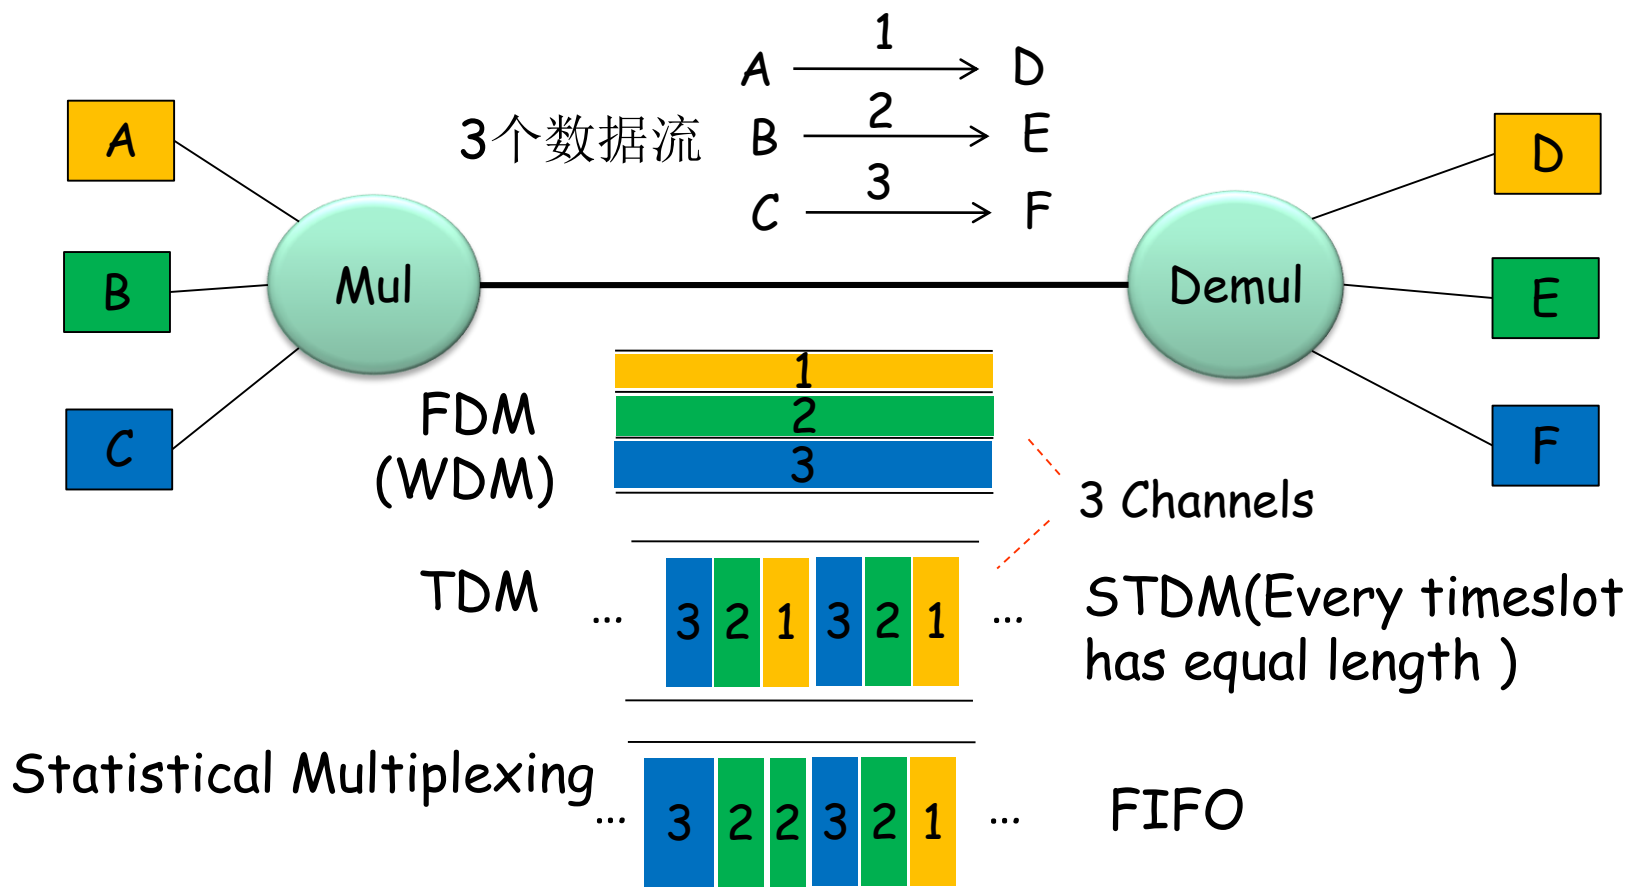 1
A D
A
3个数据流
2
B E
D
3
C F
B
Mul
Demul
E
C
F
FDM
(WDM)
1
2
3
3 Channels
TDM
... 3 2 1 3 2 1 ...
STDM(Every timeslot
has equal length )
Statistical Multiplexing
... 3 2 2 3 2 1 ...
FIFO